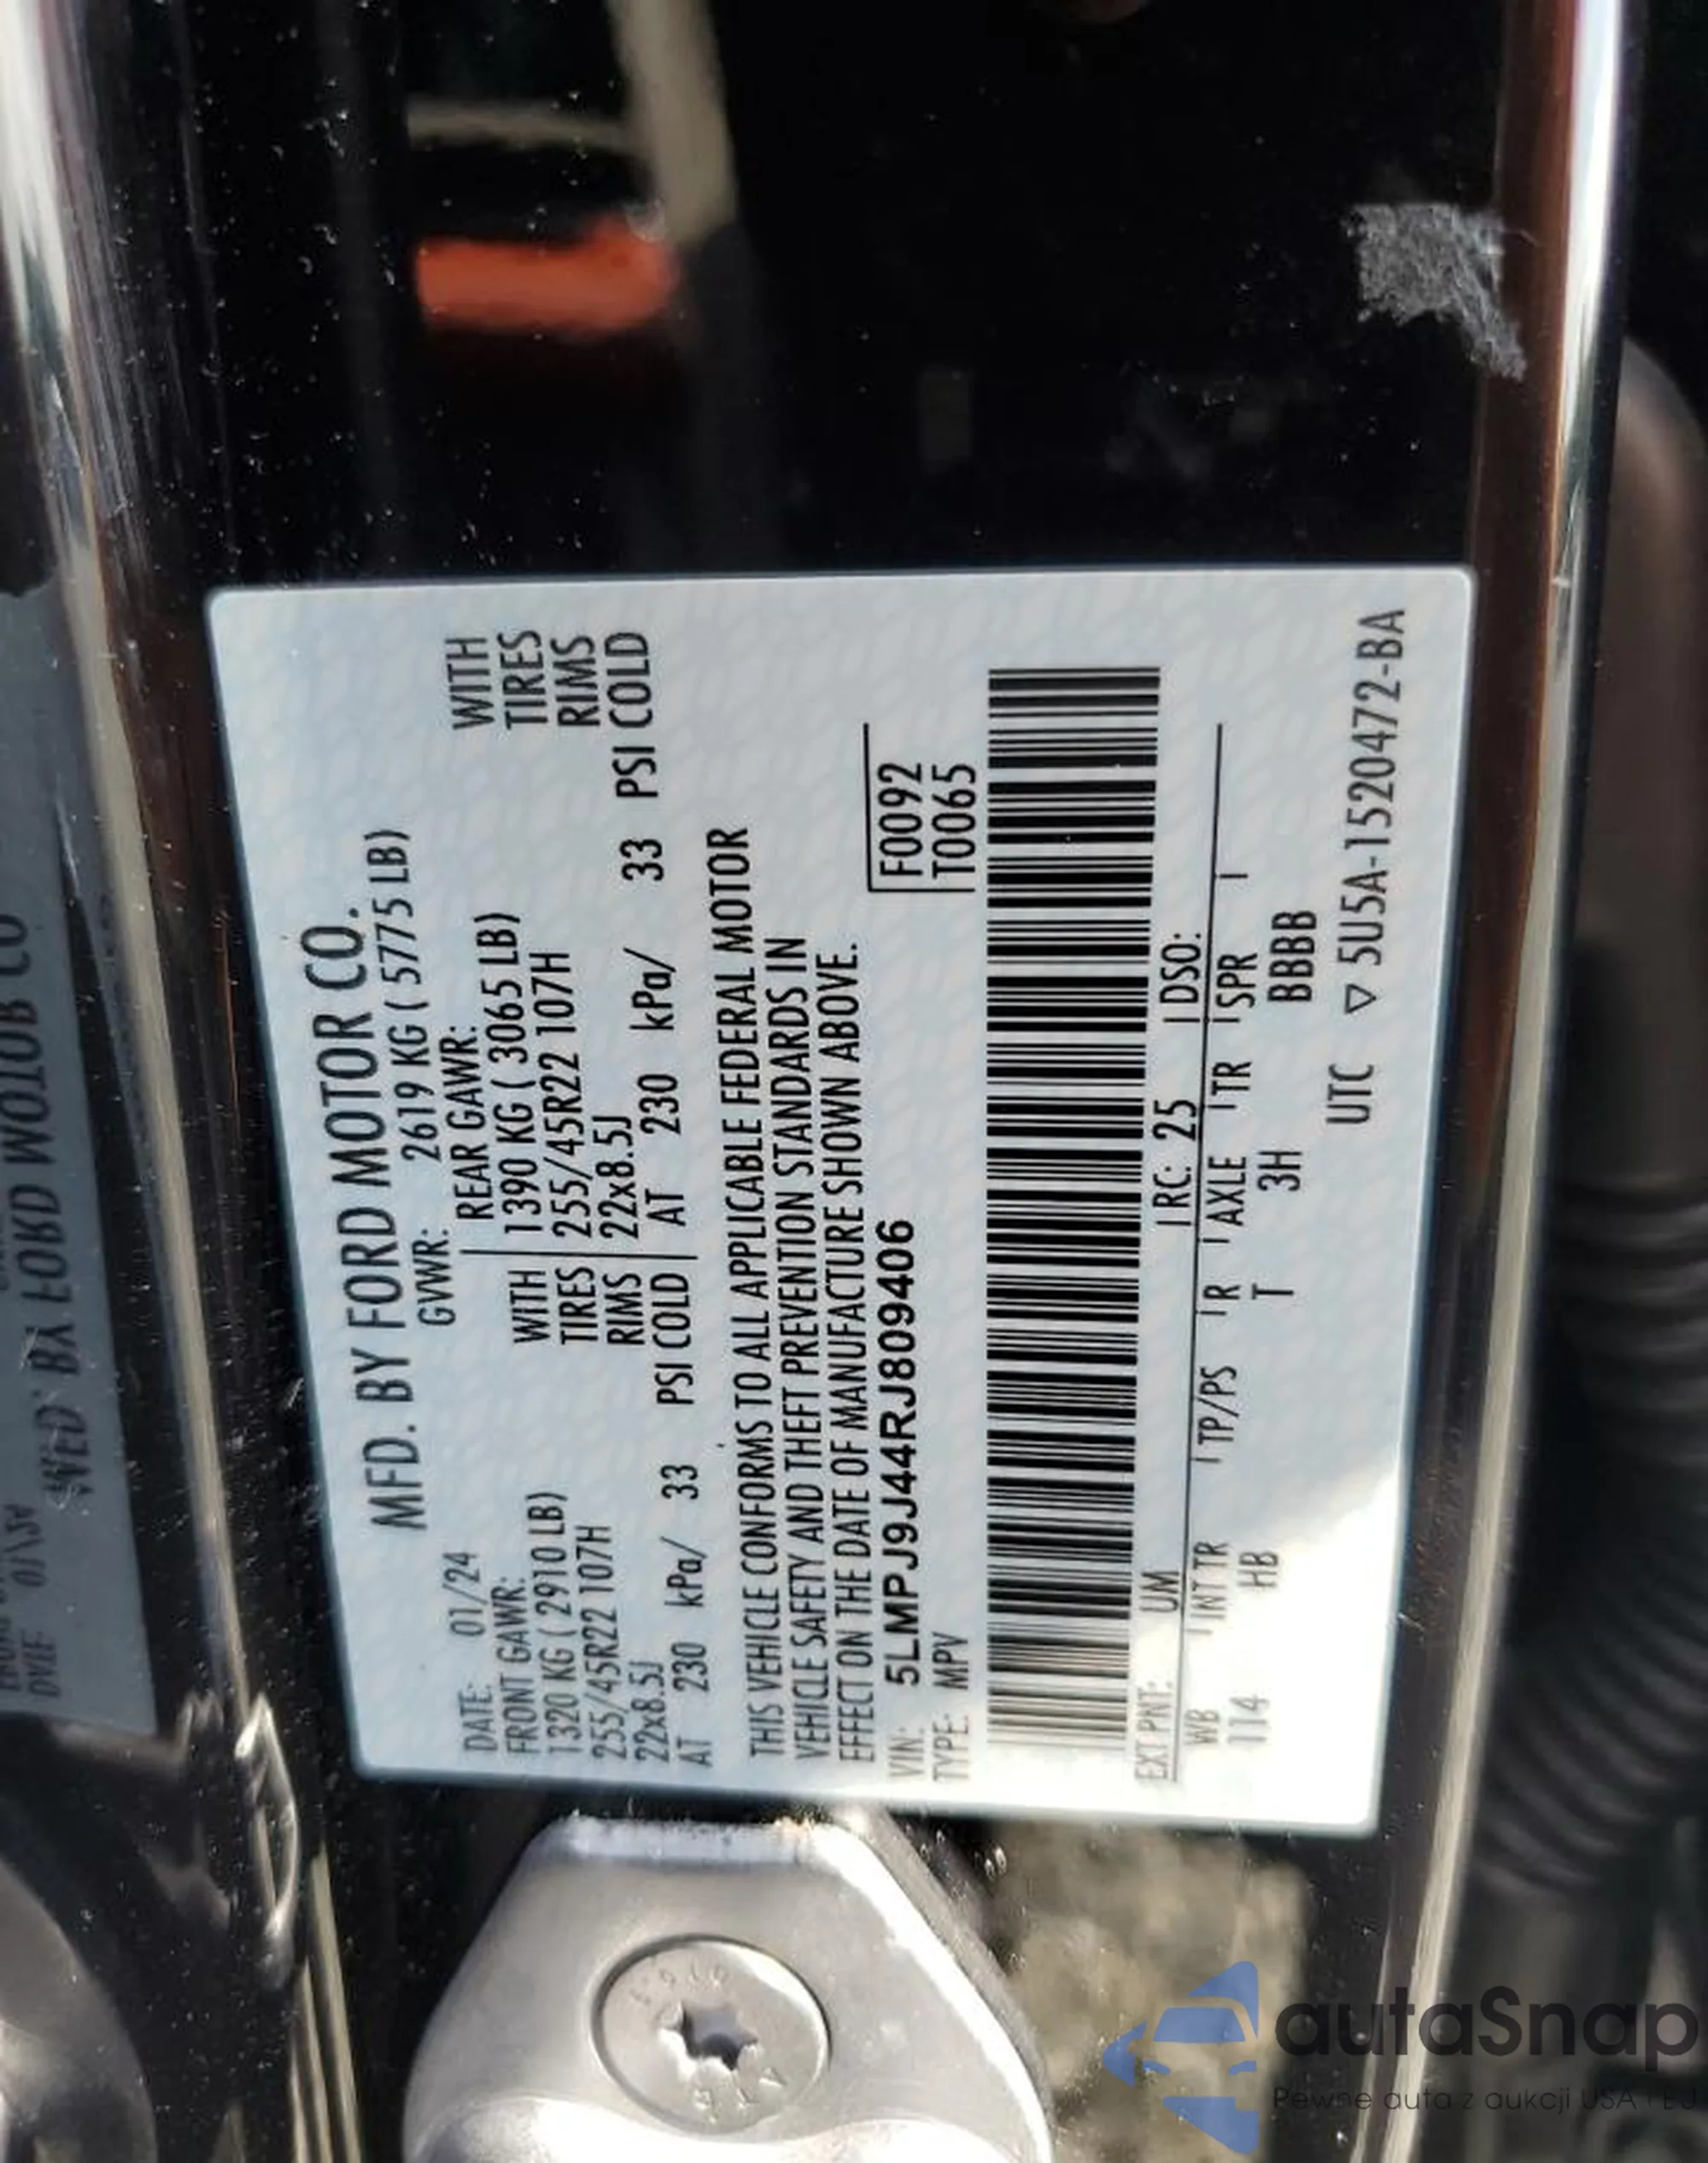 MFD. BY FORD MOTOR CO.
DATE: 01/24 GVWR: 2619 KG ( 5775 LB)
FRONT GAWR: REAR GAWR:
1320 KG ( 2910 LB) WITH 1390 KG ( 3065 LB) WITH
255/45R22 107H TIRES 255/45R22 107H TIRES
22x8.5J RIMS 22x8.5J RIMS
AT 230 kPa/ 33 PSI COLD AT 230 kPa/ 33 PSI COLD
THIS VEHICLE CONFORMS TO ALL APPLICABLE FEDERAL MOTOR
VEHICLE SAFETY AND THEFT PREVENTION STANDARDS IN
EFFECT ON THE DATE OF MANUFACTURE SHOWN ABOVE.
VIN: 5LMPJ9J44RJ809406 F0092
TYPE: MPV T0065
EXT PNT: UM RC: 25 DSO:
WB INT TR TP/PS R AXLE TR SPR
114 HB T 3H BBBB
UTC ▽ 5U5A-1520472-BA
autaSnap
Pewne auta z aukcji USA i EU